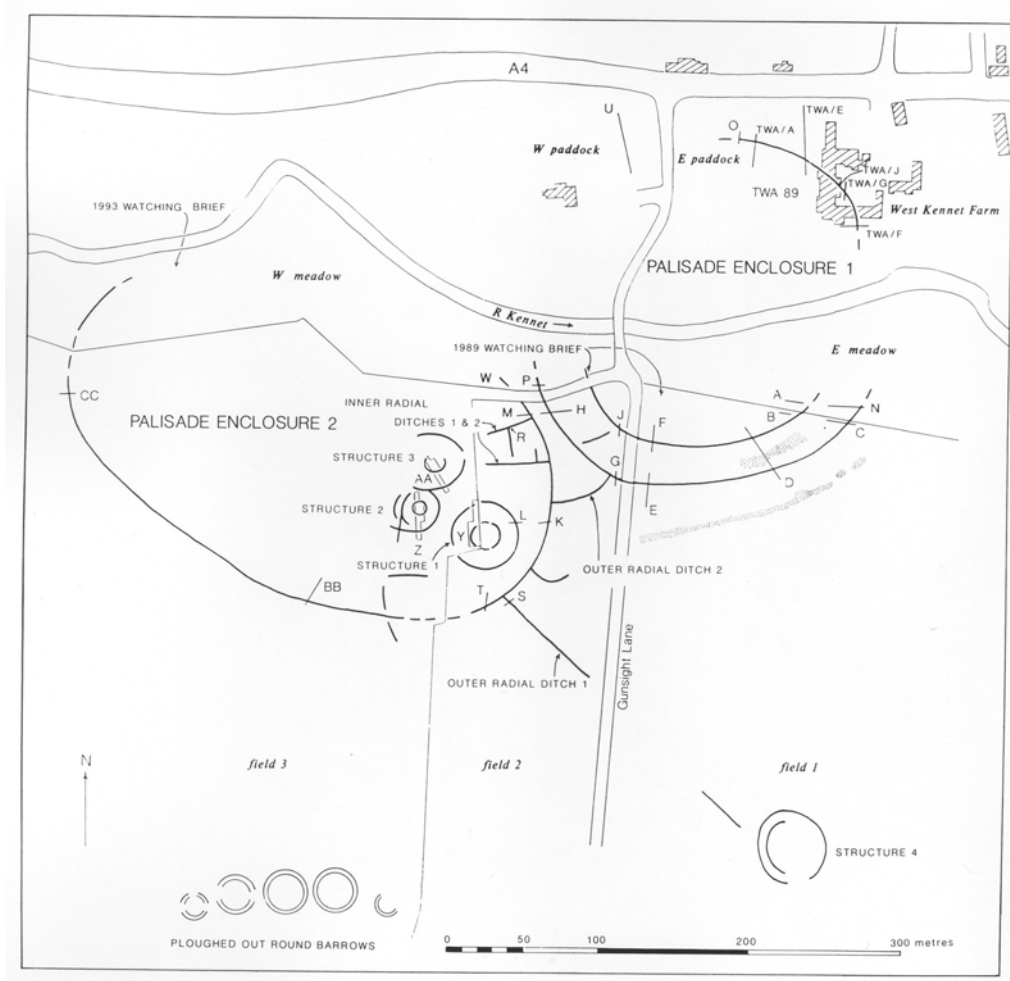 A4
U
W paddock
O
TWA/A
TWA/E
E paddock
TWA/J
TWA/G
TWA 89
West Kennet Farm
TWA/F
I
1993 WATCHING BRIEF
W meadow
PALISADE ENCLOSURE 1
R Kennet
1989 WATCHING BRIEF
E meadow
W
P
CC
INNER RADIAL
DITCHES 1 & 2
PALISADE ENCLOSURE 2
M
H
R
J
F
A
B
N
C
STRUCTURE 3
AA
G
D
E
STRUCTURE 2
Z
Y
L
K
STRUCTURE 1
OUTER RADIAL DITCH 2
BB
T
S
OUTER RADIAL DITCH 1
Gunsight Lane
N
field 3
field 2
field 1
STRUCTURE 4
PLOUGHED OUT ROUND BARROWS
0
50
100
200
300 metres